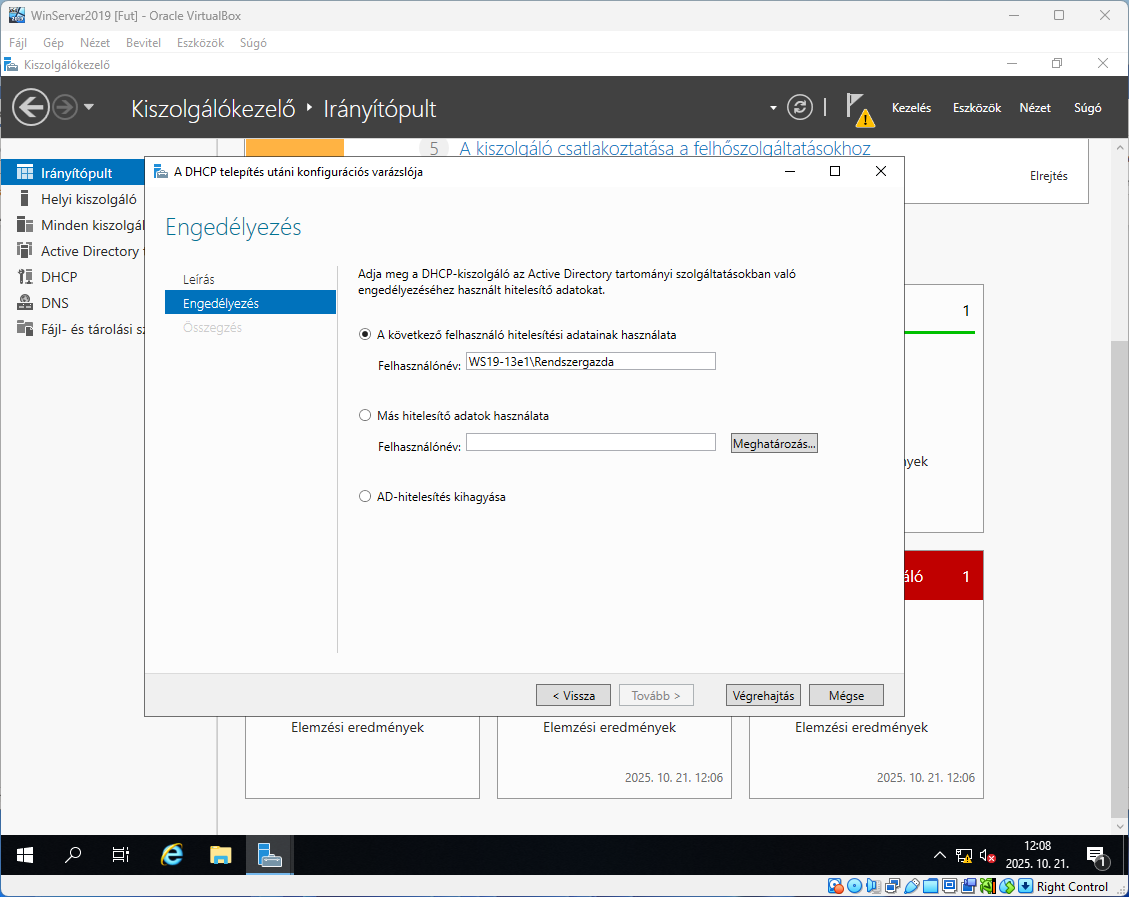 WinServer2019 [Fut] - Oracle VirtualBox
Fájl Gép Nézet Bevitel Eszközök Súgó
Kiszolgálókezelő
Kiszolgálókezelő Irányítópult
Kezelés Eszközök Nézet Súgó
5 A kiszolgáló csatlakoztatása a felhőszolgáltatásokhoz
Elrejtés
Irányítópult
Helyi kiszolgáló
Minden kiszolgál
Active Directory
DHCP
DNS
Fájl- és tárolási
A DHCP telepítés utáni konfigurációs varázslója
Engedélyezés
Leírás
Engedélyezés
Összegzés
Adja meg a DHCP-kiszolgáló az Active Directory tartományi szolgáltatásokban való
engedélyezéséhez használt hitelesítő adatokat.
A következő felhasználó hitelesítési adatainak használata
Felhasználónév: WS19-13e1\Rendszergazda
Más hitelesítő adatok használata
Felhasználónév:
Meghatározás...
AD-hitelesítés kihagyása
< Vissza Tovább > Végrehajtás Mégse
1
yek
áló 1
Elemzési eredmények Elemzési eredmények Elemzési eredmények
2025. 10. 21. 12:06 2025. 10. 21. 12:06
12:08
2025. 10. 21.
1
Right Control